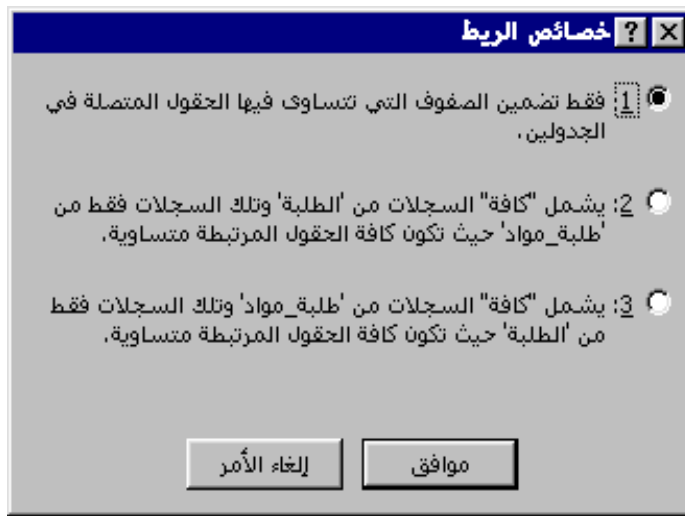 خصائص الربط
1: فقط تضمين الصفوف التي تتساوى فيها الحقول المتصلة في
الجدولين.
2: يشمل "كافة" السجلات من 'الطلبة' وتلك السجلات فقط من
'طلبة_مواد' حيث تكون كافة الحقول المرتبطة متساوية.
3: يشمل "كافة" السجلات من 'طلبة_مواد' وتلك السجلات فقط
من 'الطلبة' حيث تكون كافة الحقول المرتبطة متساوية.
موافق
إلغاء الأمر